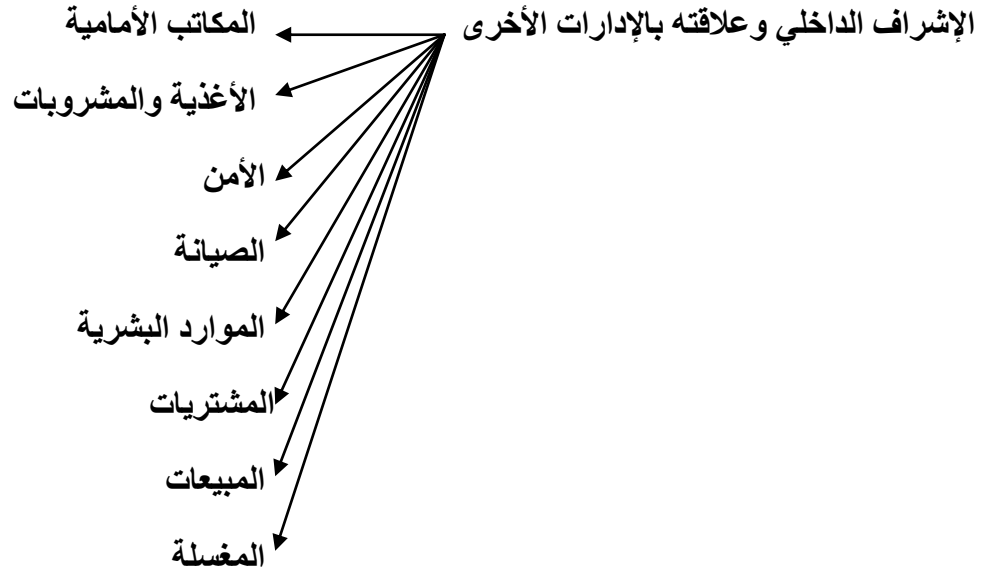 الإشراف الداخلي وعلاقته بالإدارات الأخرى
المكاتب الأمامية
الأغذية والمشروبات
الأمن
الصيانة
الموارد البشرية
المشتريات
المبيعات
المغسلة